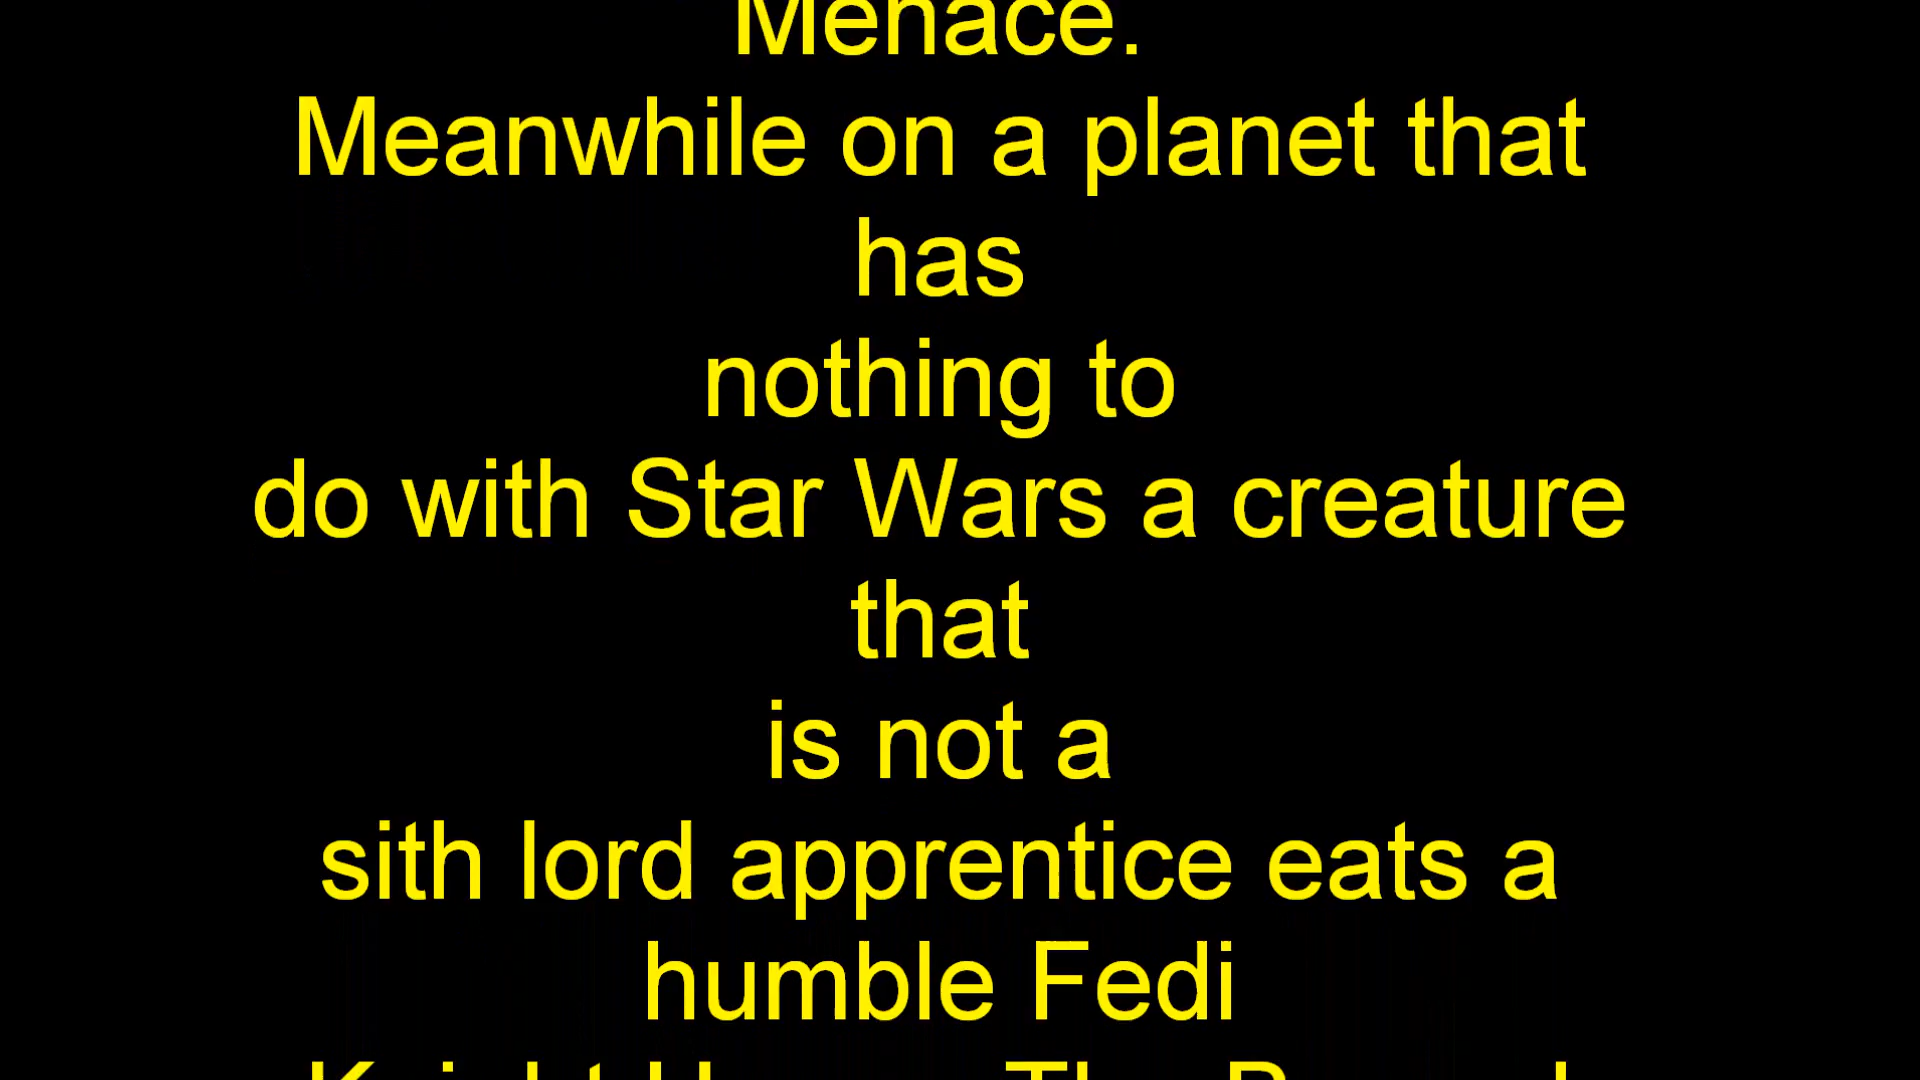 Menace.
Meanwhile on a planet that
has
nothing to
do with Star Wars a creature
that
is not a
sith lord apprentice eats a
humble Fedi
Knight